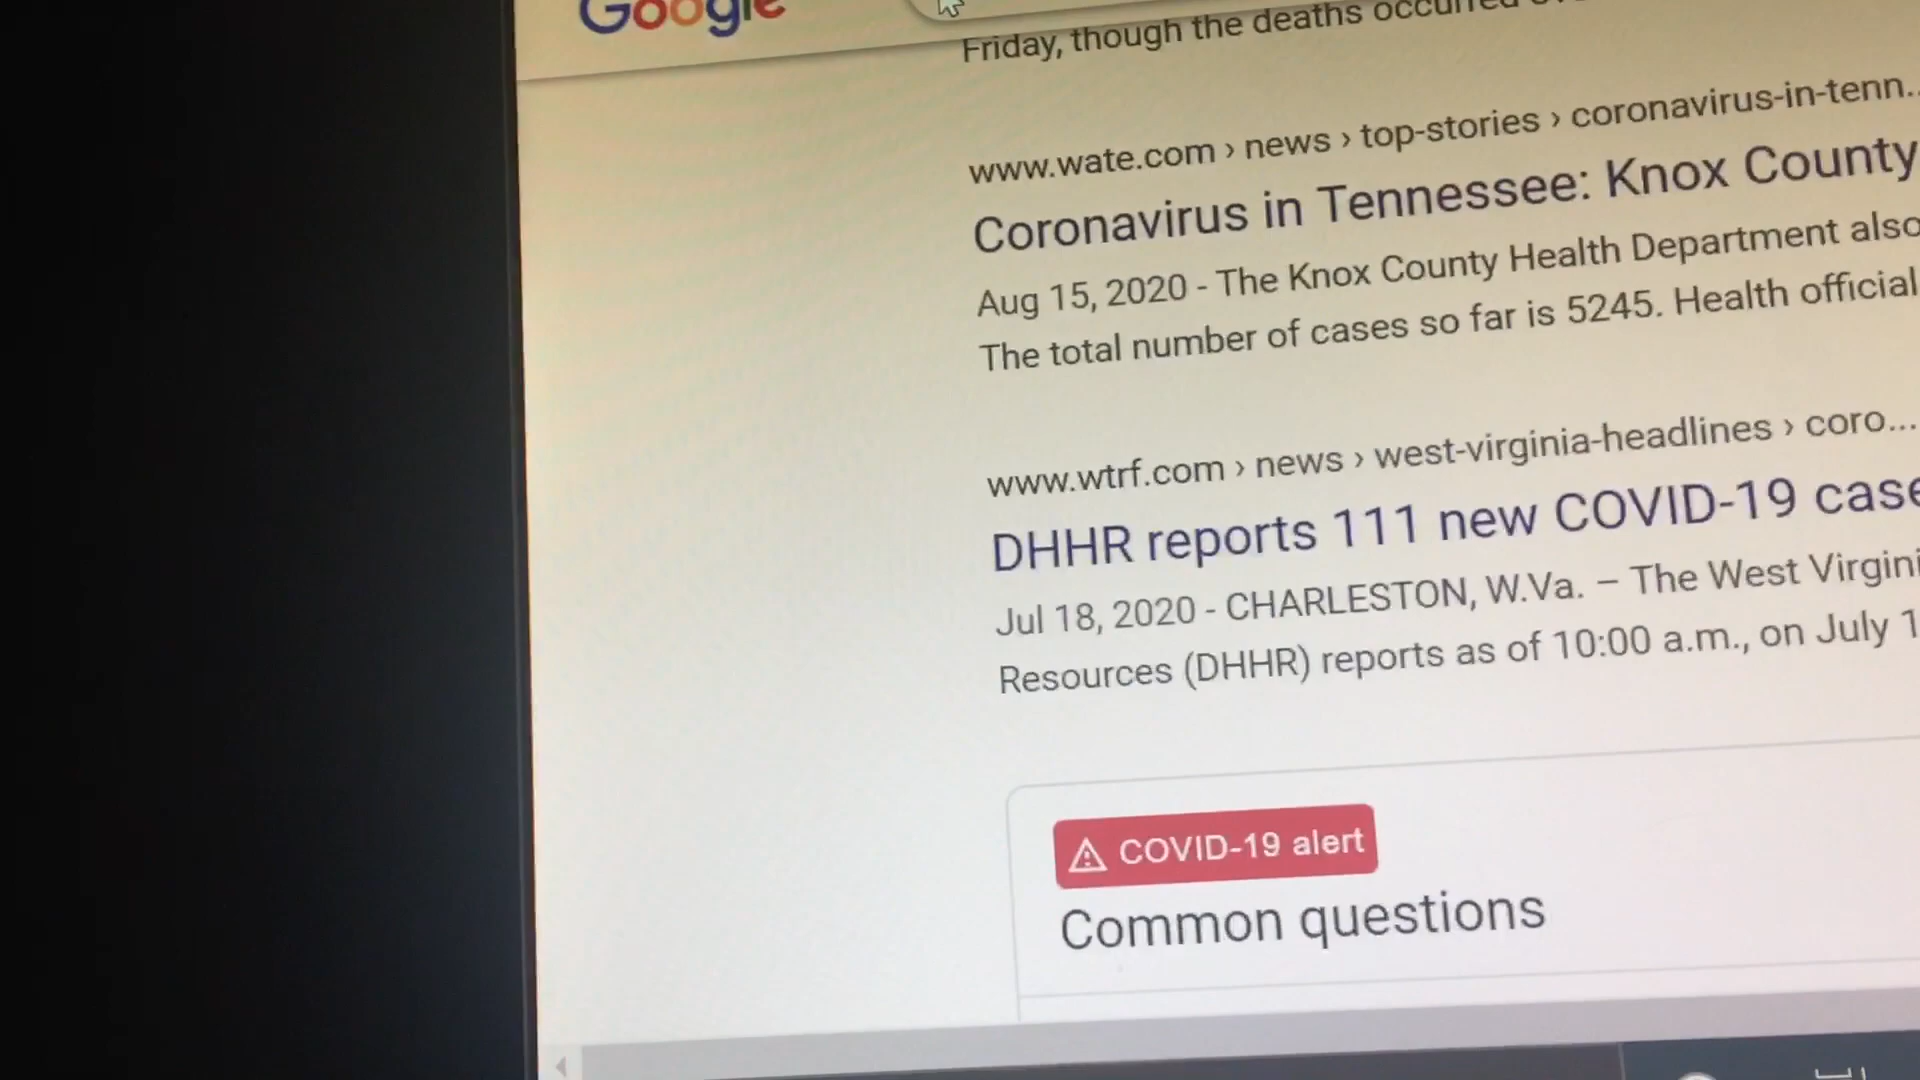 Google
Friday, though the deaths occurred
www.wate.com › news › top-stories › coronavirus-in-tenn...
Coronavirus in Tennessee: Knox County
Aug 15, 2020 - The Knox County Health Department also
The total number of cases so far is 5245. Health official
www.wtrf.com › news › west-virginia-headlines › coro...
DHHR reports 111 new COVID-19 case
Jul 18, 2020 - CHARLESTON, W.Va. – The West Virgini
Resources (DHHR) reports as of 10:00 a.m., on July 1
COVID-19 alert
Common questions